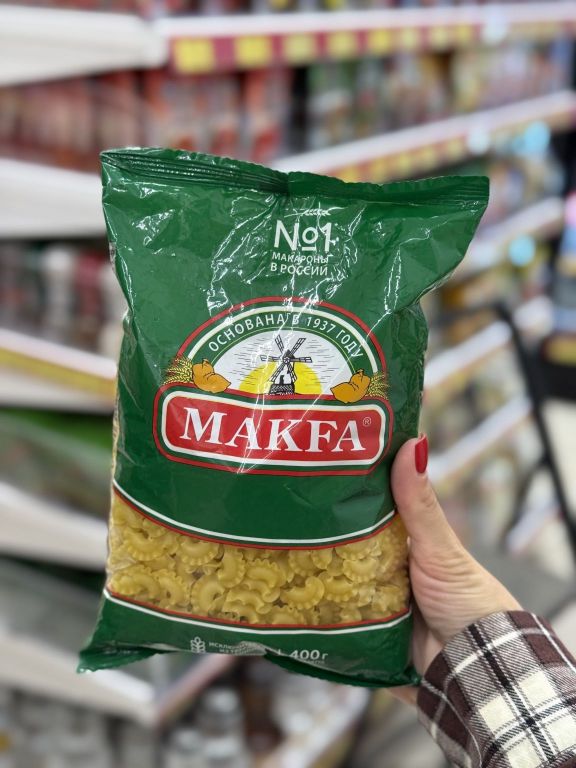 №1
МАКАРОНЫ
В РОССИИ
ОСНОВАНА В 1937 ГОДУ
MAKFA®
400 г